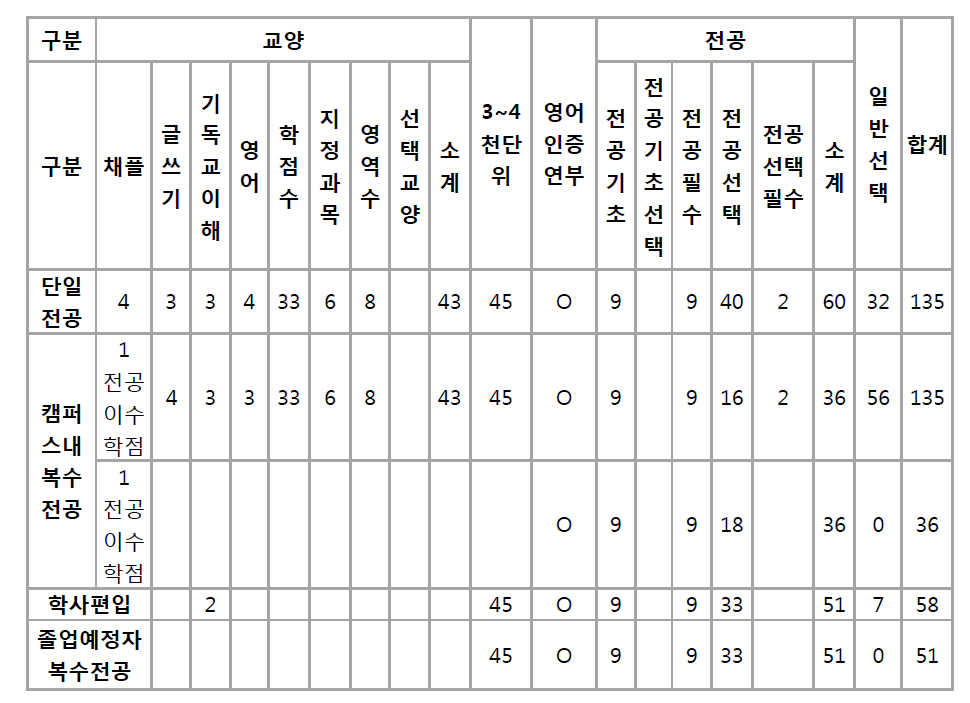 구분 교양 3~4천단위 영어인증연부 전공 일반선택 합계
구분 채플 글쓰기 기독교이해 영어 학점수 지정과목 영역수 선택교양 소계 전공기초 전공기초선택 전공필수 전공선택 전공선택필수 소계
단일전공 4 3 3 4 33 6 8 43 45 O 9 9 40 2 60 32 135
캠퍼스내복수전공 1전공이수학점 4 3 3 33 6 8 43 45 O 9 9 16 2 36 56 135
1전공이수학점 O 9 9 18 36 0 36
학사편입 2 45 O 9 9 33 51 7 58
졸업예정자복수전공 45 O 9 9 33 51 0 51